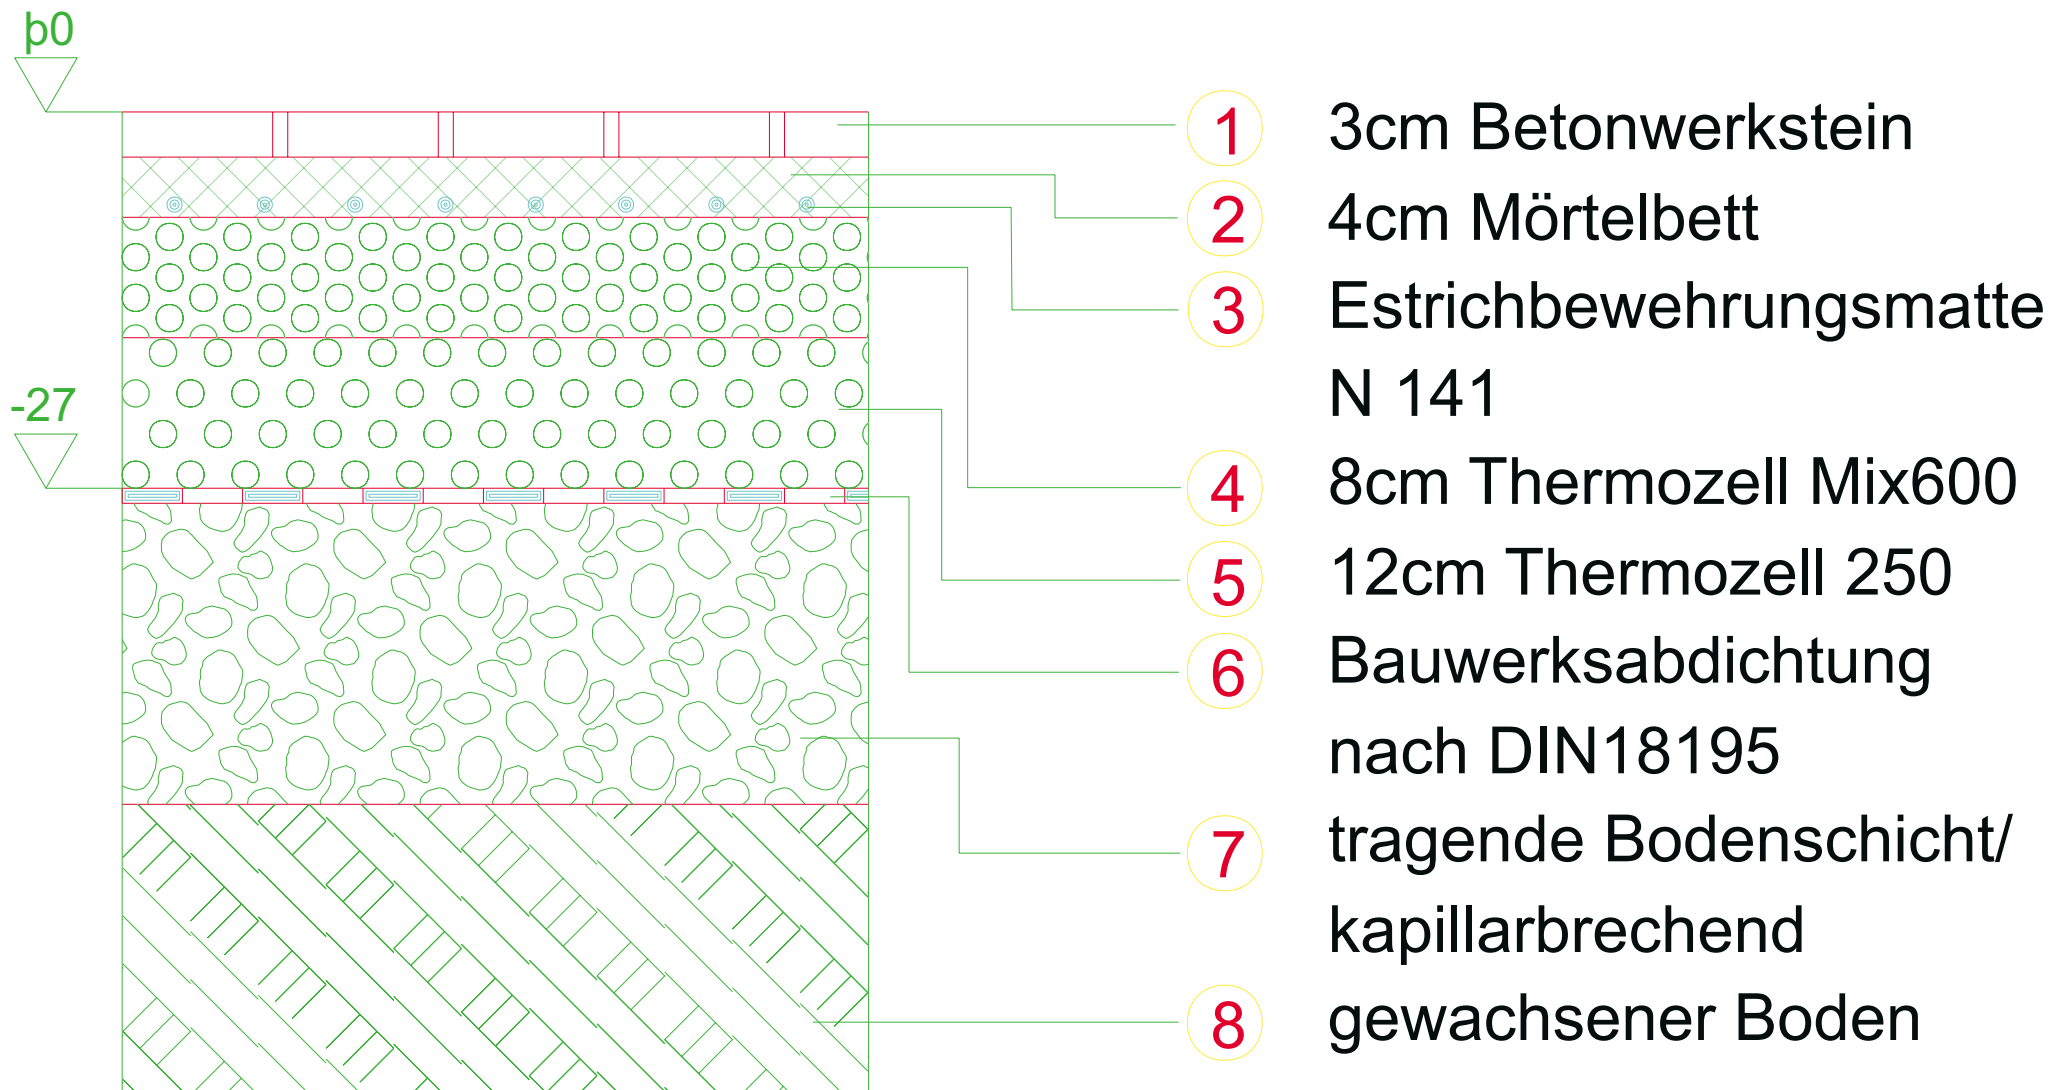 þ0
1 3cm Betonwerkstein
2 4cm Mörtelbett
3 Estrichbewehrungsmatte
N 141
-27
4 8cm Thermozell Mix600
5 12cm Thermozell 250
6 Bauwerksabdichtung
nach DIN18195
7 tragende Bodenschicht/
kapillarbrechend
8 gewachsener Boden